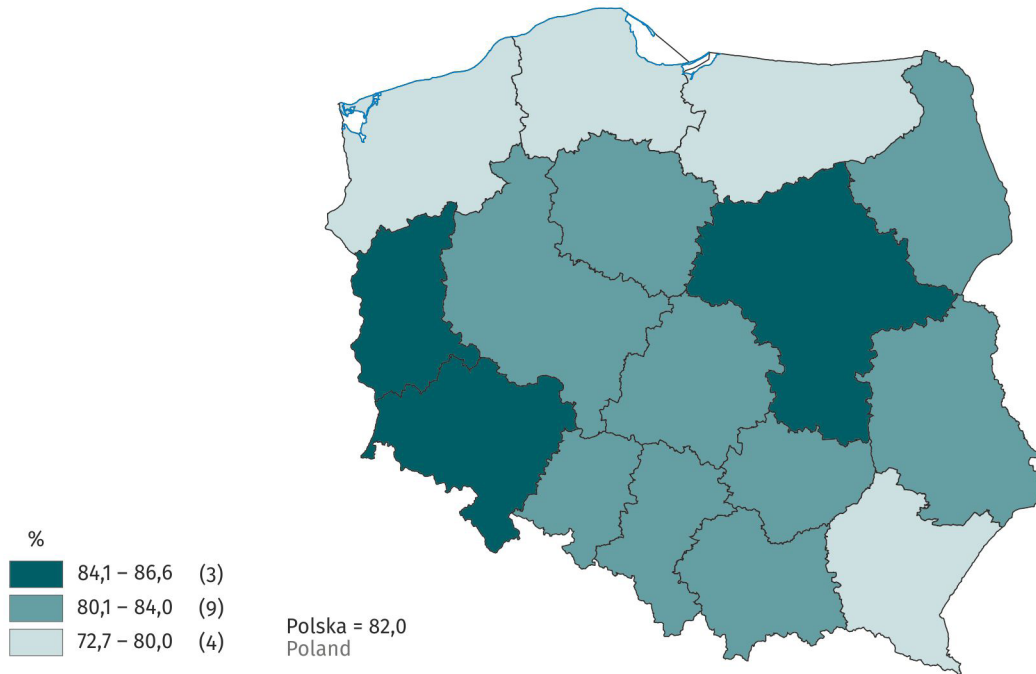 %
84,1 – 86,6 (3)
80,1 – 84,0 (9)
72,7 – 80,0 (4)
Polska = 82,0
Poland